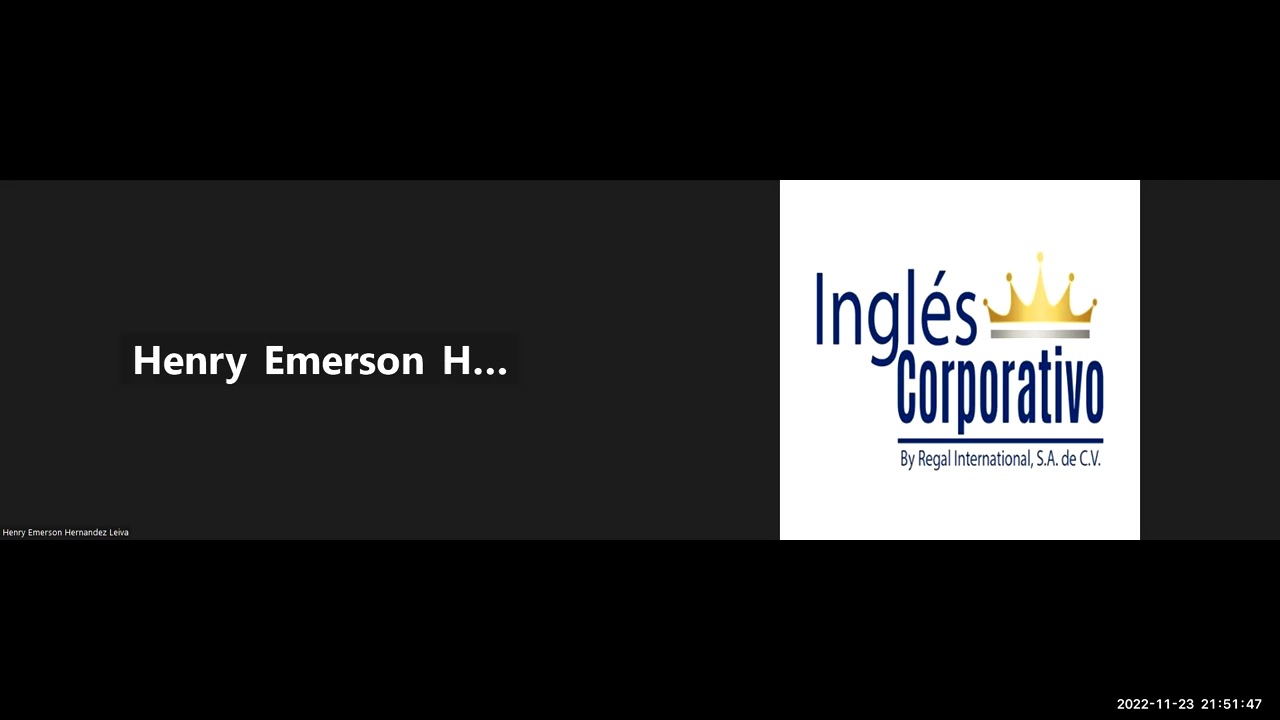 Henry Emerson H...
Inglés
Corporativo
By Regal International, S.A. de C.V.
Henry Emerson Hernandez Leiva
2022-11-23 21:51:47